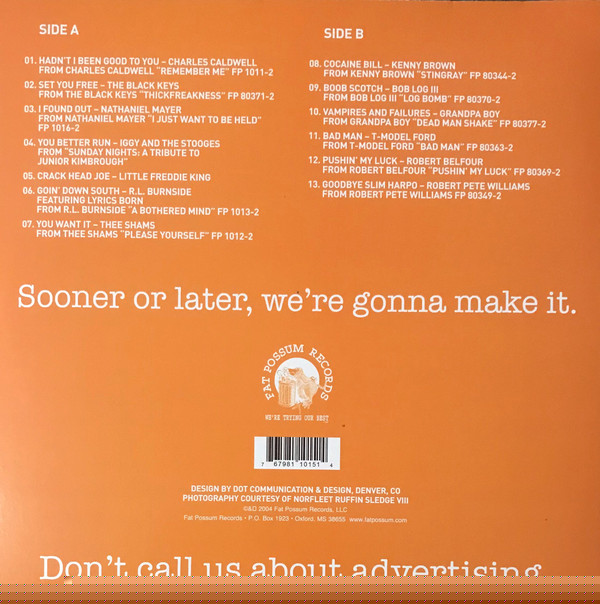 SIDE A
01. HADN'T I BEEN GOOD TO YOU – CHARLES CALDWELL
FROM CHARLES CALDWELL "REMEMBER ME" FP 1011-2
02. SET YOU FREE – THE BLACK KEYS
FROM THE BLACK KEYS "THICKFREAKNESS" FP 80371-2
03. I FOUND OUT – NATHANIEL MAYER
FROM NATHANIEL MAYER "I JUST WANT TO BE HELD"
FP 1016-2
04. YOU BETTER RUN – IGGY AND THE STOOGES
FROM "SUNDAY NIGHTS: A TRIBUTE TO
JUNIOR KIMBROUGH"
05. CRACK HEAD JOE – LITTLE FREDDIE KING
06. GOIN' DOWN SOUTH – R.L. BURNSIDE
FEATURING LYRICS BORN
FROM R.L. BURNSIDE "A BOTHERED MIND" FP 1013-2
07. YOU WANT IT – THEE SHAMS
FROM THEE SHAMS "PLEASE YOURSELF" FP 1012-2
SIDE B
08. COCAINE BILL – KENNY BROWN
FROM KENNY BROWN "STINGRAY" FP 80344-2
09. BOOB SCOTCH – BOB LOG III
FROM BOB LOG III "LOG BOMB" FP 80370-2
10. VAMPIRES AND FAILURES – GRANDPA BOY
FROM GRANDPA BOY "DEAD MAN SHAKE" FP 80377-2
11. BAD MAN – T-MODEL FORD
FROM T-MODEL FORD "BAD MAN" FP 80363-2
12. PUSHIN' MY LUCK – ROBERT BELFOUR
FROM ROBERT BELFOUR "PUSHIN' MY LUCK" FP 80369-2
13. GOODBYE SLIM HARPO – ROBERT PETE WILLIAMS
FROM ROBERT PETE WILLIAMS FP 80349-2
Sooner or later, we're gonna make it.
FAT POSSUM RECORDS
WE'RE TRYING OUR BEST
7 67981 10151 4
DESIGN BY DOT COMMUNICATION & DESIGN, DENVER, CO
PHOTOGRAPHY COURTESY OF NORFLEET RUFFIN SLEDGE VIII
©&D 2004 Fat Possum Records, LLC
Fat Possum Records • P.O. Box 1923 • Oxford, MS 38655 www.fatpossum.com
Don't call us about advertising